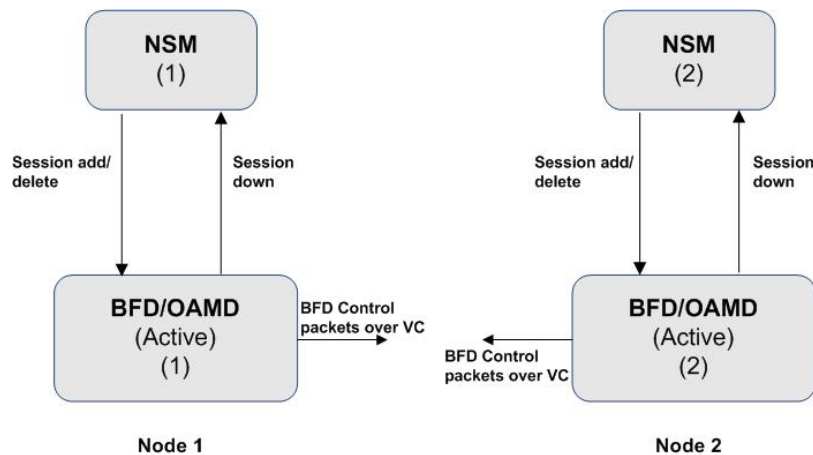 NSM
(1)
NSM
(2)
Session add/
delete
Session
down
Session add/
delete
Session
down
BFD/OAMD
(Active)
(1)
BFD Control
packets over VC
BFD Control
packets over VC
BFD/OAMD
(Active)
(2)
Node 1
Node 2